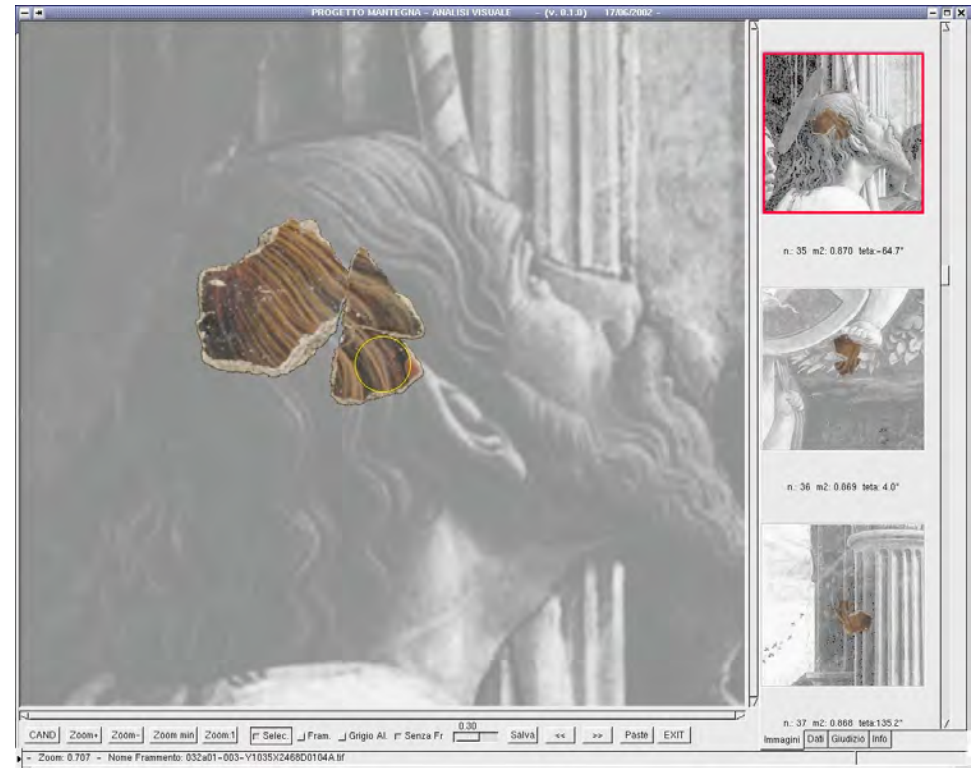 PROGETTO MANTEGNA - ANALISI VISUALE - (v. 0.1.0) 17/06/2002 -
n.: 35 m2: 0.870 teta:-64.7°
n.: 36 m2: 0.869 teta: 4.0°
n.: 37 m2: 0.868 teta:135.2°
0.30
CAND Zoom+ Zoom- Zoom min Zoom 1 Selec. Fram. Grigio Al. Senza Fr Salva << >> Paste EXIT
Immagini Dati Giudizio Info
- Zoom: 0.707 - Nome Frammento: 032a01-003-Y1035X2468D0104A.tif